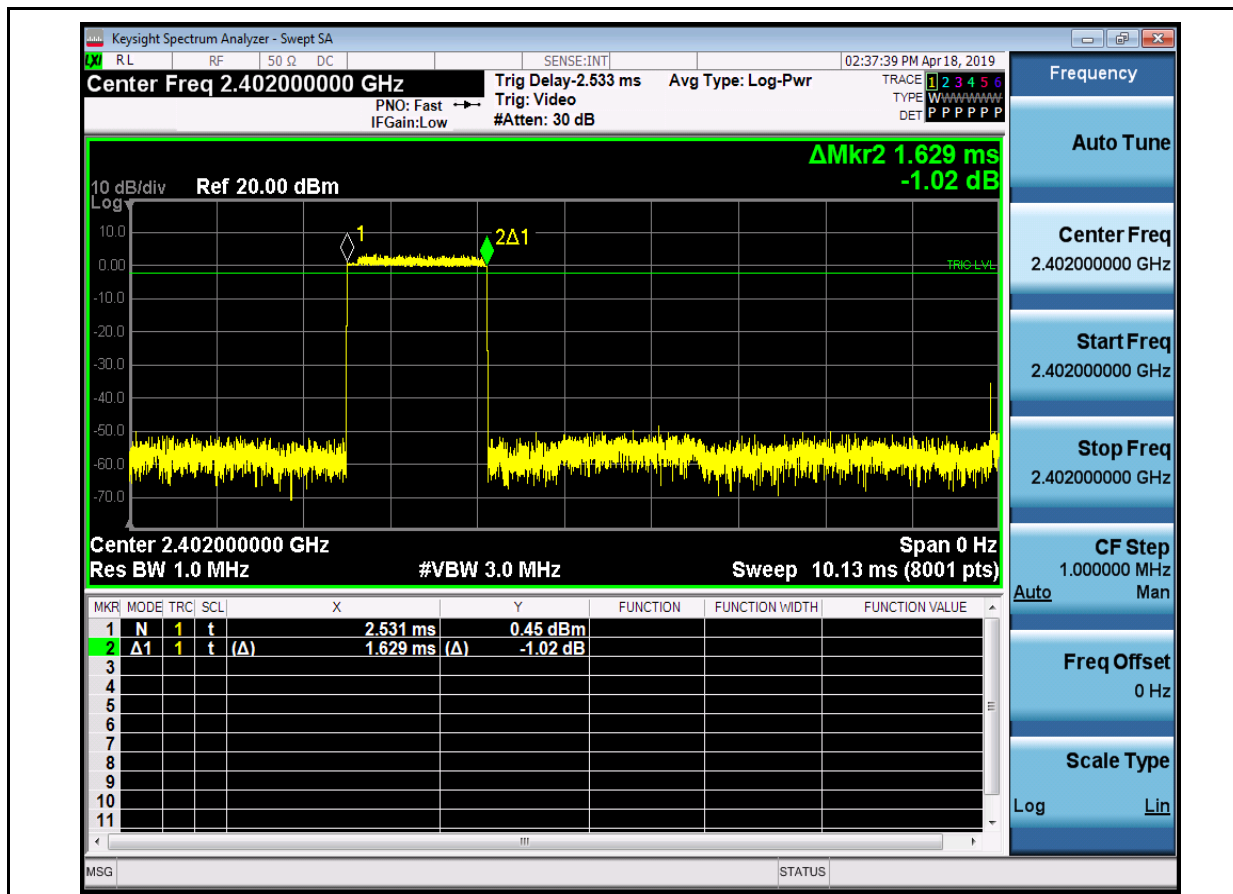 Keysight Spectrum Analyzer - Swept SA
LXI RL RF 50 Ω DC SENSE:INT 02:37:39 PM Apr 18, 2019
Center Freq 2.402000000 GHz
PNO: Fast
IFGain:Low
Trig Delay-2.533 ms
Trig: Video
#Atten: 30 dB
Avg Type: Log-Pwr
TRACE 1 2 3 4 5 6
TYPE WWWWWW
DET P P P P P P
ΔMkr2 1.629 ms
-1.02 dB
10 dB/div Ref 20.00 dBm
Log
10.0
0.00
-10.0
-20.0
-30.0
-40.0
-50.0
-60.0
-70.0
1
2Δ1
TRIG LVL
Center 2.402000000 GHz Span 0 Hz
Res BW 1.0 MHz #VBW 3.0 MHz Sweep 10.13 ms (8001 pts)
MKR MODE TRC SCL X Y FUNCTION FUNCTION WIDTH FUNCTION VALUE
1 N 1 t 2.531 ms 0.45 dBm
2 Δ1 1 t (Δ) 1.629 ms (Δ) -1.02 dB
3
4
5
6
7
8
9
10
11
MSG STATUS
Frequency
Auto Tune
Center Freq
2.402000000 GHz
Start Freq
2.402000000 GHz
Stop Freq
2.402000000 GHz
CF Step
1.000000 MHz
Auto Man
Freq Offset
0 Hz
Scale Type
Log Lin